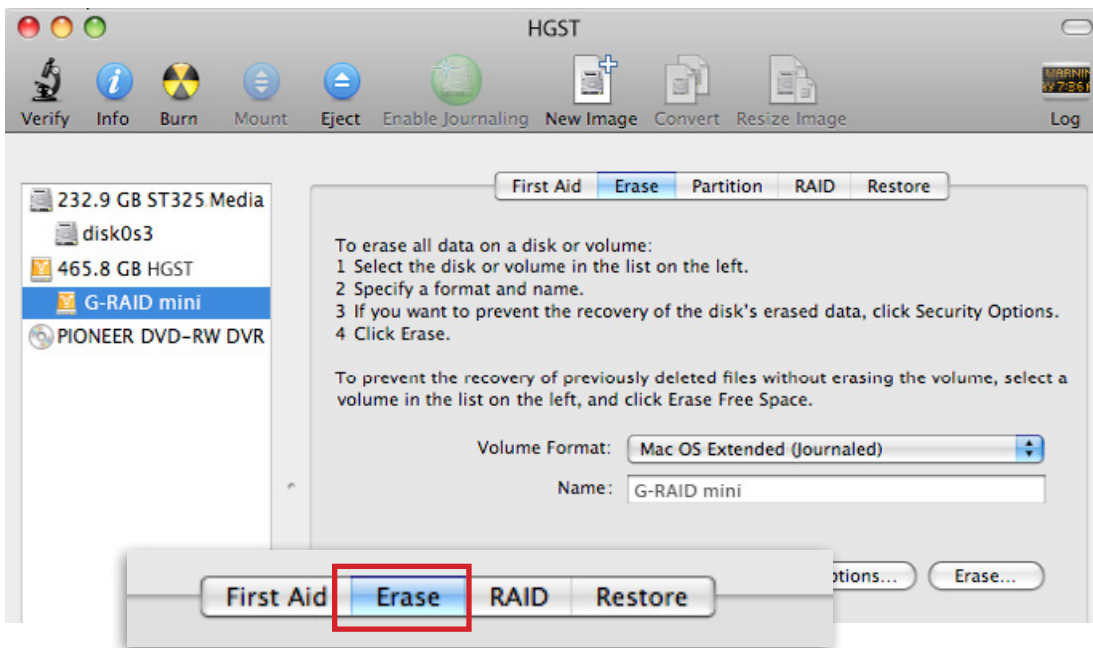 HGST
Verify Info Burn Mount Eject Enable Journaling New Image Convert Resize Image Log
First Aid Erase Partition RAID Restore
232.9 GB ST325 Media
disk0s3
465.8 GB HGST
G-RAID mini
PIONEER DVD-RW DVR
To erase all data on a disk or volume:
1 Select the disk or volume in the list on the left.
2 Specify a format and name.
3 If you want to prevent the recovery of the disk's erased data, click Security Options.
4 Click Erase.
To prevent the recovery of previously deleted files without erasing the volume, select a
volume in the list on the left, and click Erase Free Space.
Volume Format: Mac OS Extended (Journaled)
Name: G-RAID mini
Erase...
First Aid Erase RAID Restore